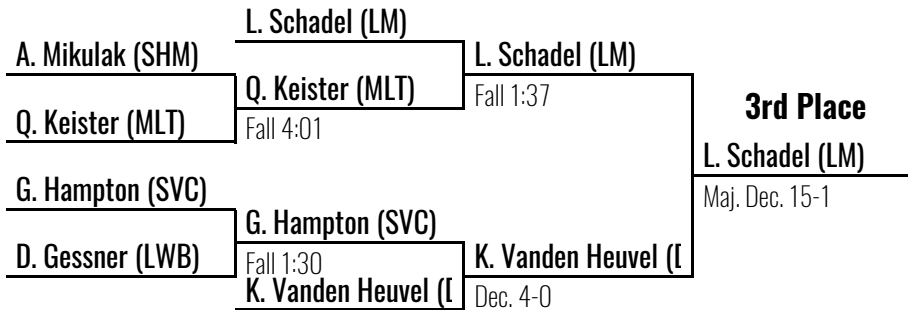 L. Schadel (LM)
A. Mikulak (SHM)
L. Schadel (LM)
Q. Keister (MLT)
Fall 1:37
Q. Keister (MLT)
Fall 4:01
3rd Place
L. Schadel (LM)
Maj. Dec. 15-1
G. Hampton (SVC)
G. Hampton (SVC)
D. Gessner (LWB)
Fall 1:30
K. Vanden Heuvel (
K. Vanden Heuvel (
Dec. 4-0